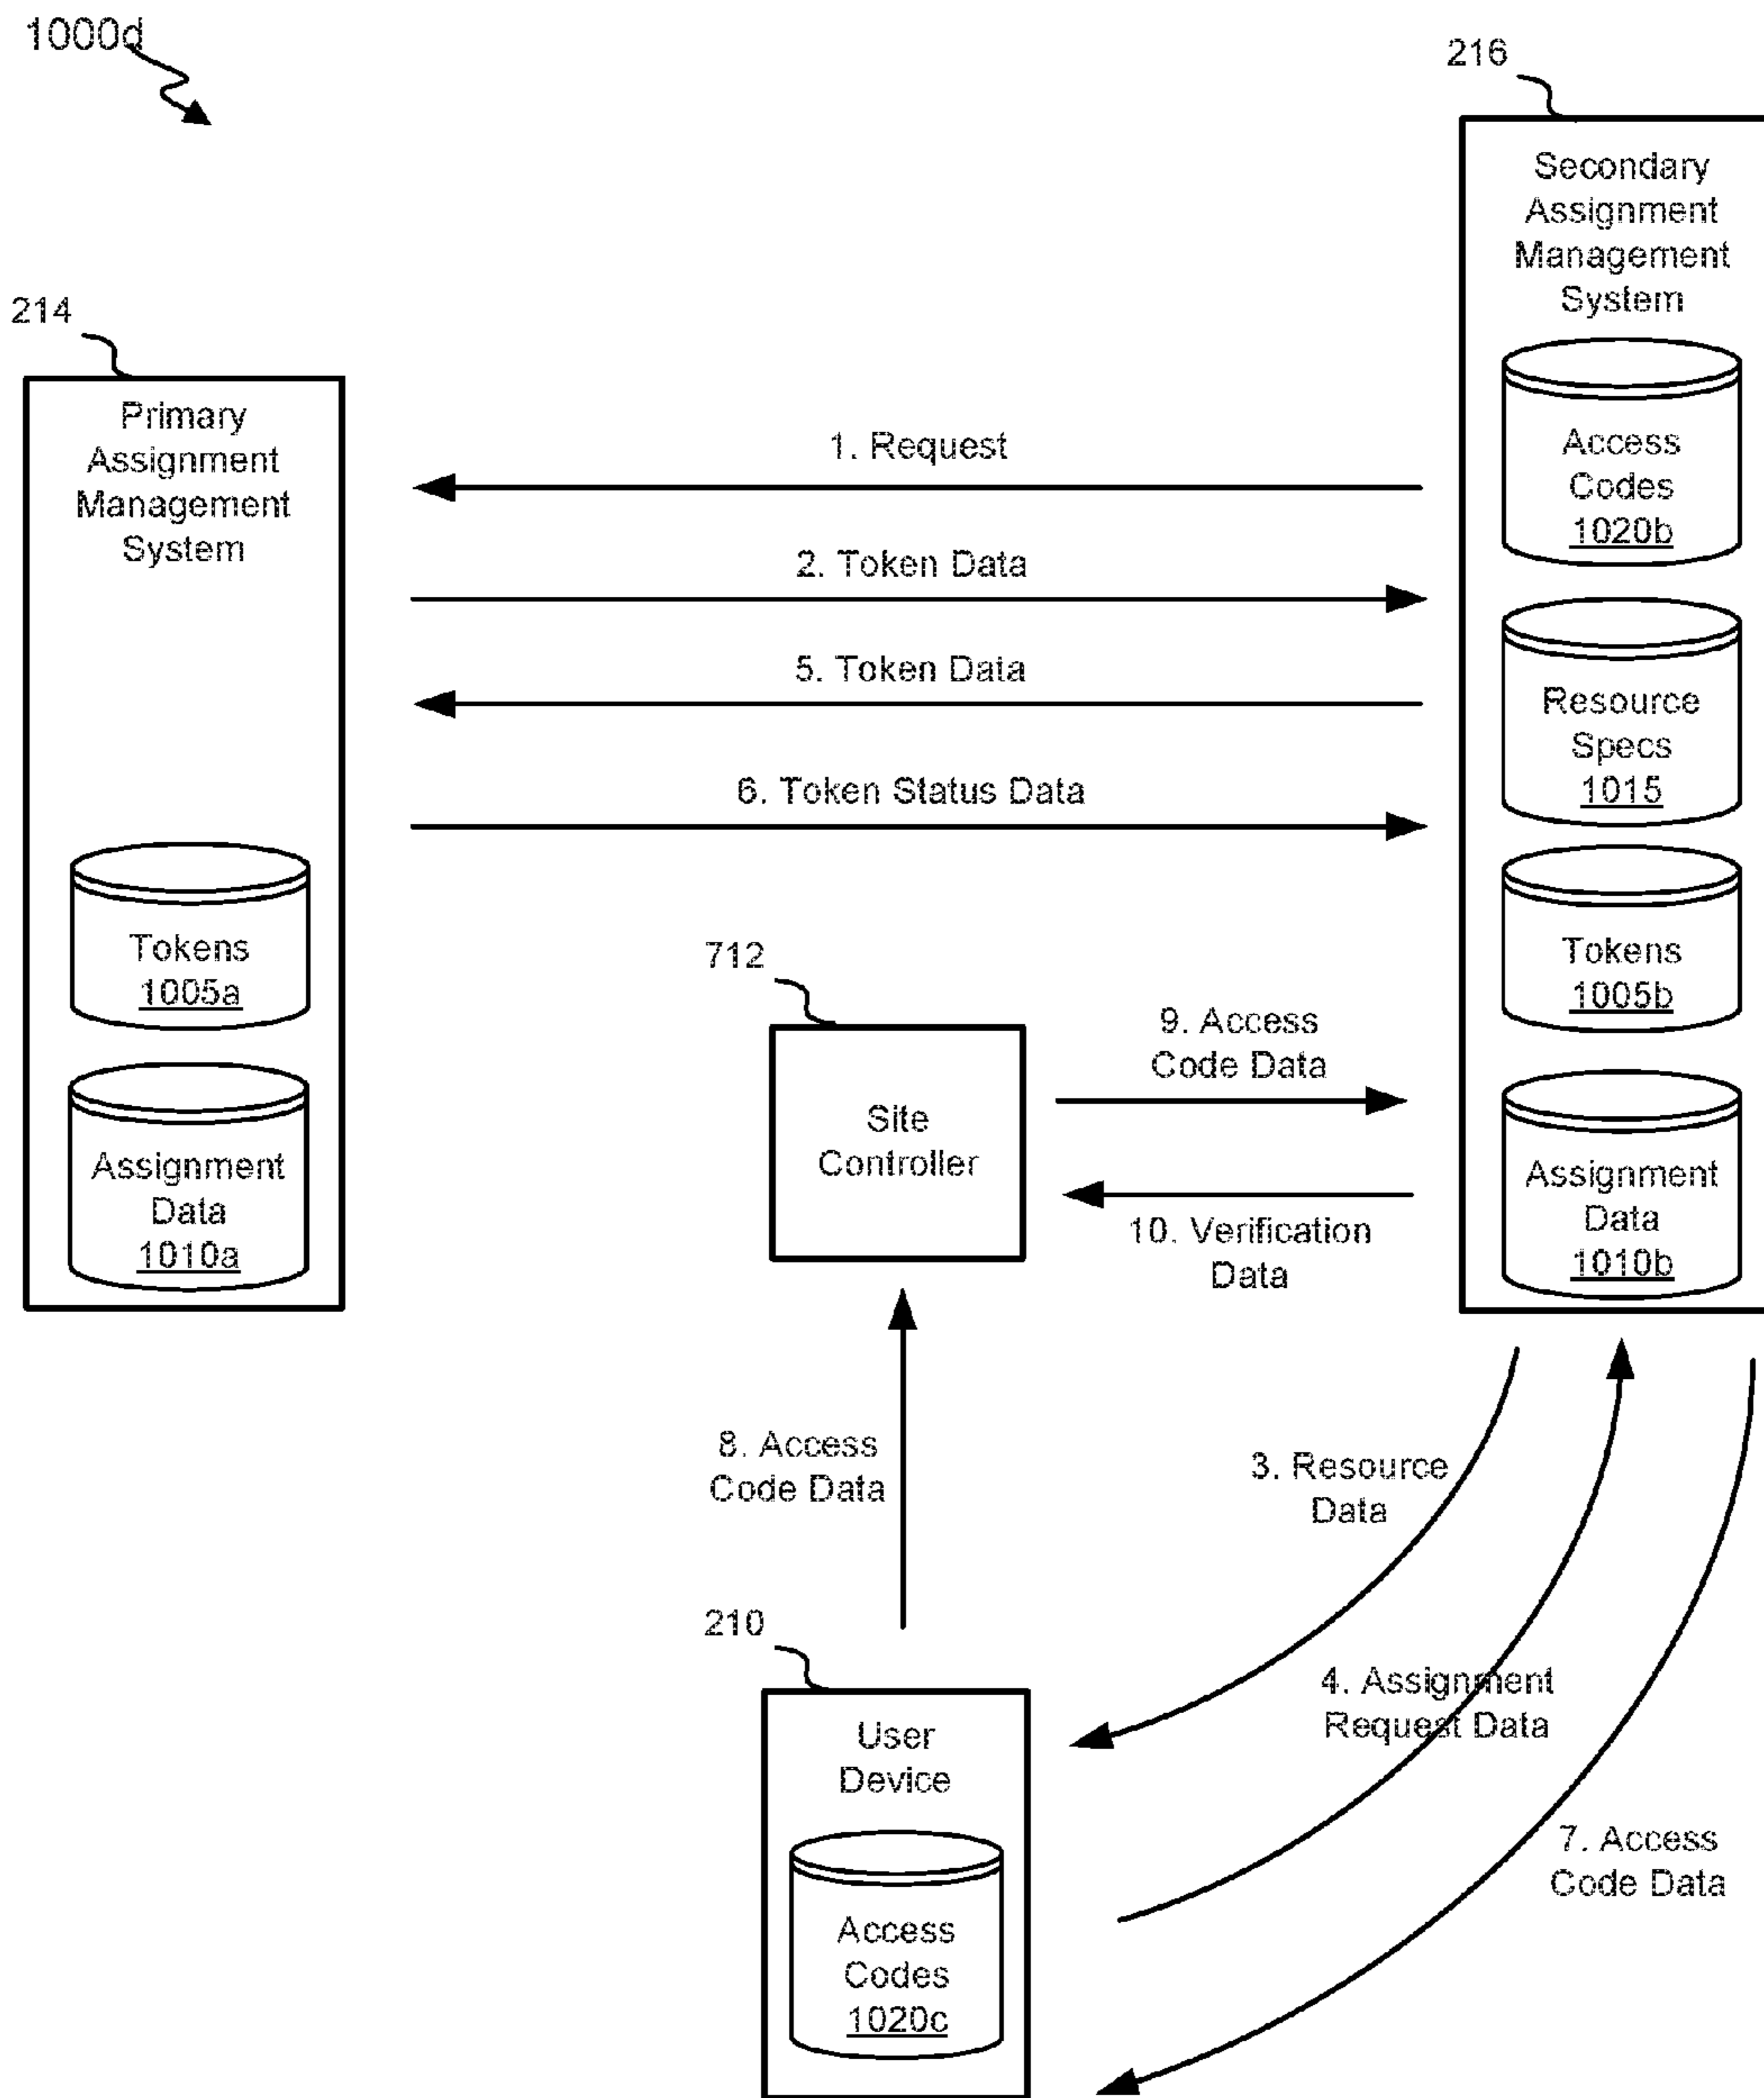 1000d
216
Secondary
Assignment
Management
System
214
Primary
Assignment
Management
System
Access
Codes
1020b
1. Request
2. Token Data
5. Token Data
Resource
Specs
1015
6. Token Status Data
Tokens
1005a
Tokens
1005b
712
9. Access
Code Data
Site
Controller
Assignment
Data
1010a
Assignment
Data
1010b
10. Verification
Data
8. Access
Code Data
3. Resource
Data
210
4. Assignment
Request Data
User
Device
7. Access
Code Data
Access
Codes
1020c